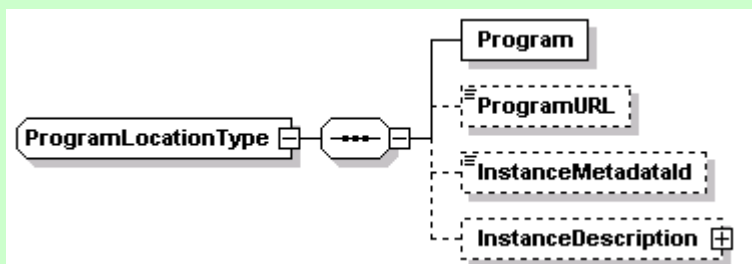 Program
ProgramURL
ProgramLocationType
InstanceMetadataId
InstanceDescription